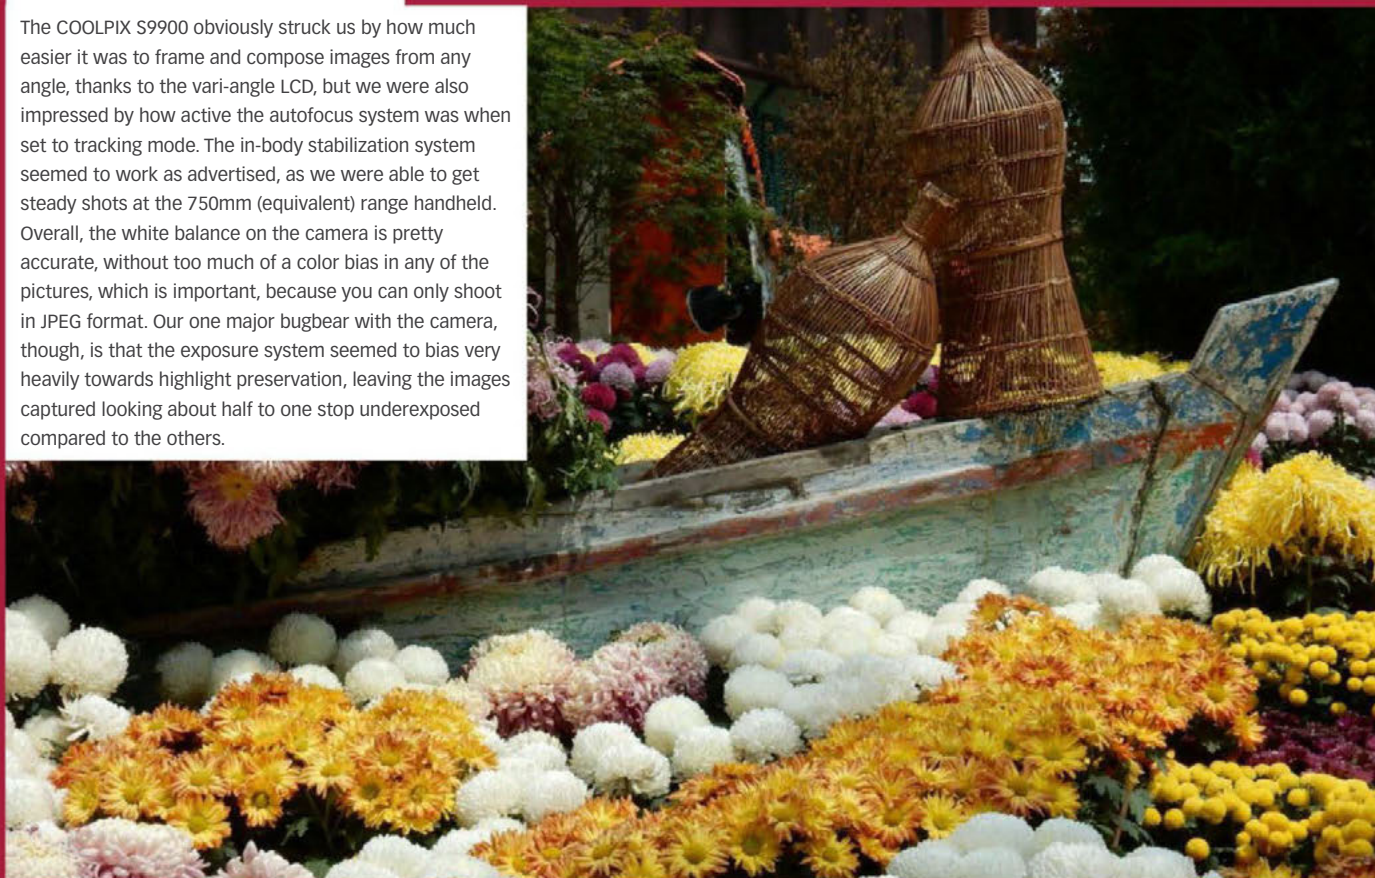 The COOLPIX S9900 obviously struck us by how much
easier it was to frame and compose images from any
angle, thanks to the vari-angle LCD, but we were also
impressed by how active the autofocus system was when
set to tracking mode. The in-body stabilization system
seemed to work as advertised, as we were able to get
steady shots at the 750mm (equivalent) range handheld.
Overall, the white balance on the camera is pretty
accurate, without too much of a color bias in any of the
pictures, which is important, because you can only shoot
in JPEG format. Our one major bugbear with the camera,
though, is that the exposure system seemed to bias very
heavily towards highlight preservation, leaving the images
captured looking about half to one stop underexposed
compared to the others.